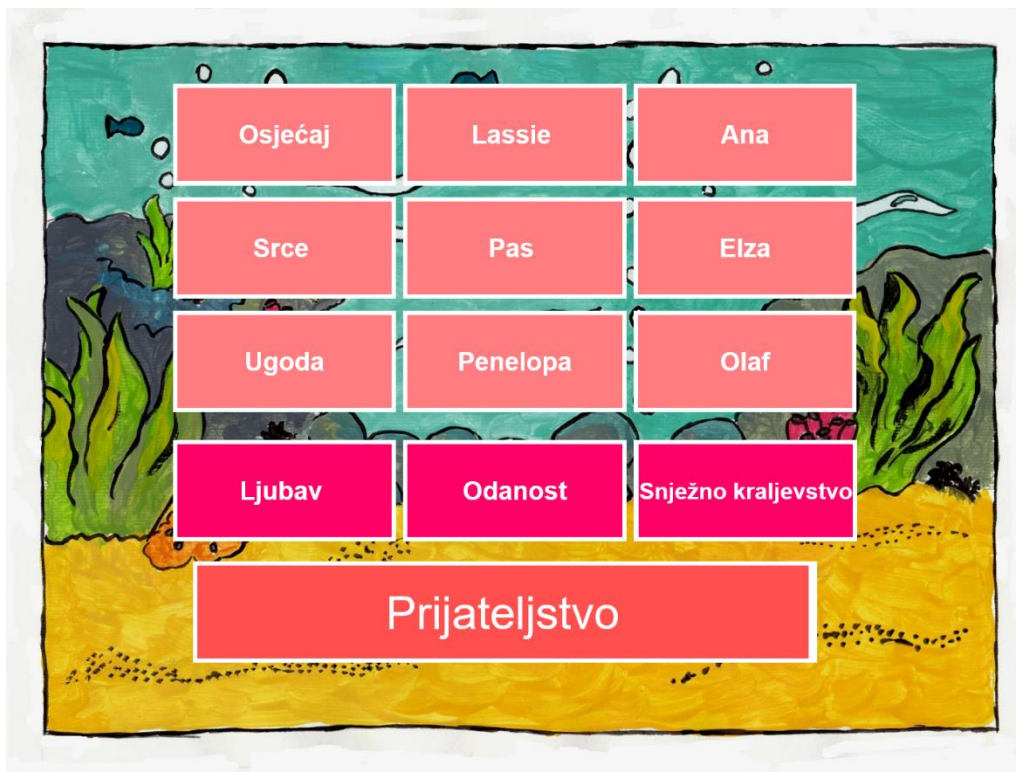 Osjećaj Lassie Ana
Srce Pas Elza
Ugoda Penelopa Olaf
Ljubav Odanost Snježno kraljevstvo
Prijateljstvo